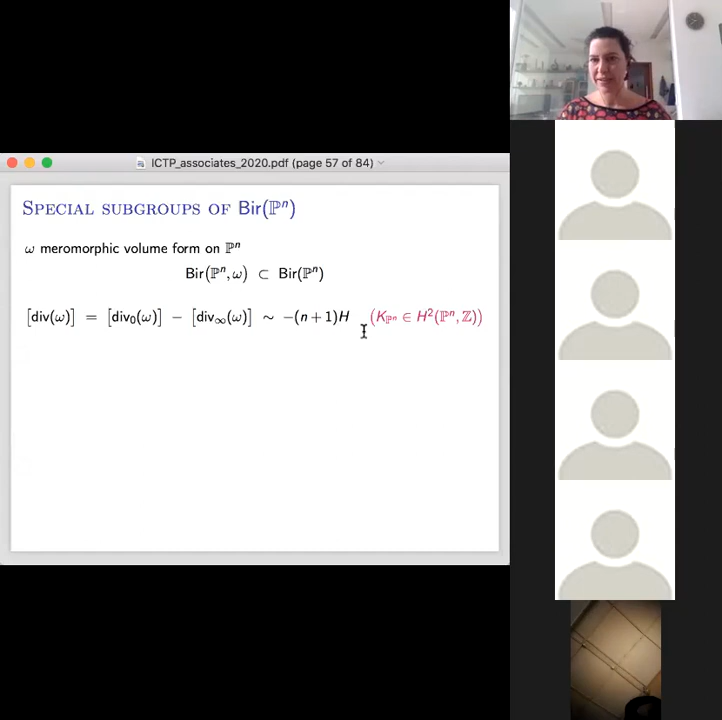 ICTP_associates_2020.pdf (page 57 of 84)
SPECIAL SUBGROUPS OF Bir(ℙⁿ)
ω meromorphic volume form on ℙⁿ
Bir(ℙⁿ, ω) ⊂ Bir(ℙⁿ)
[div(ω)] = [div₀(ω)] − [div∞(ω)] ∼ −(n + 1)H (K_ℙⁿ ∈ H²(ℙⁿ, ℤ))